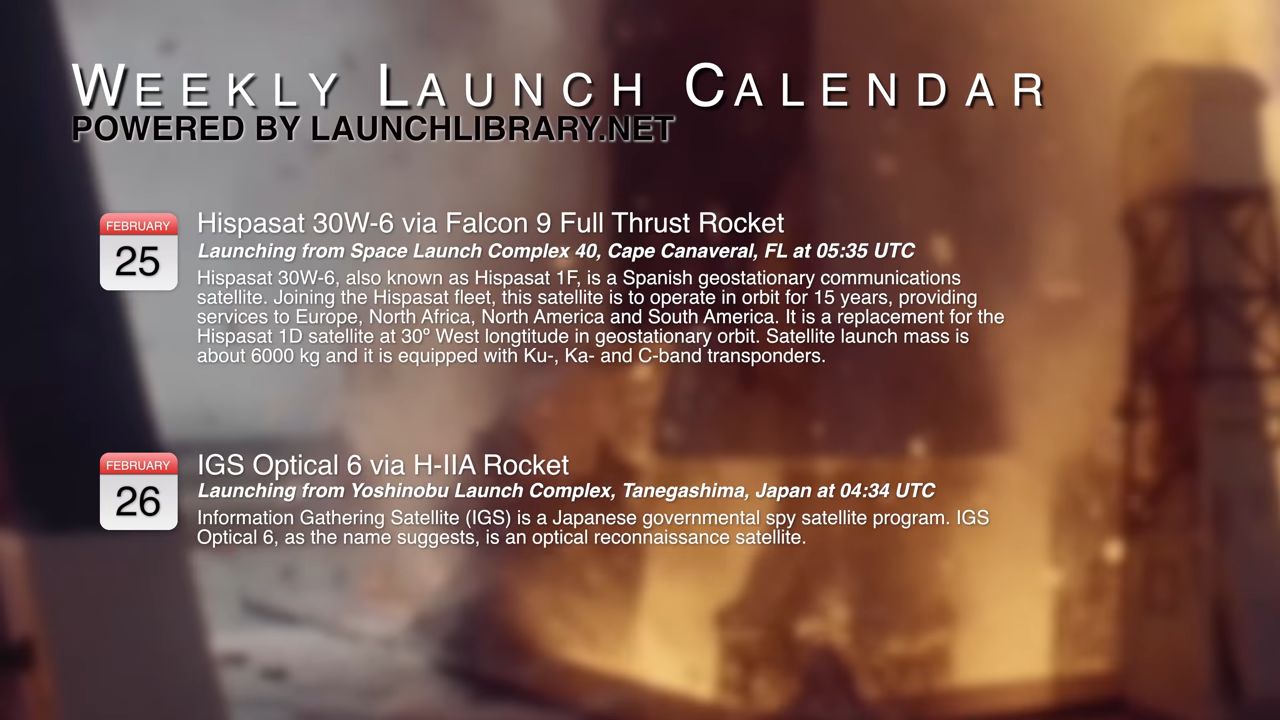 WEEKLY LAUNCH CALENDAR
POWERED BY LAUNCHLIBRARY.NET
FEBRUARY
25
Hispasat 30W-6 via Falcon 9 Full Thrust Rocket
Launching from Space Launch Complex 40, Cape Canaveral, FL at 05:35 UTC
Hispasat 30W-6, also known as Hispasat 1F, is a Spanish geostationary communications
satellite. Joining the Hispasat fleet, this satellite is to operate in orbit for 15 years, providing
services to Europe, North Africa, North America and South America. It is a replacement for the
Hispasat 1D satellite at 30º West longtitude in geostationary orbit. Satellite launch mass is
about 6000 kg and it is equipped with Ku-, Ka- and C-band transponders.
FEBRUARY
26
IGS Optical 6 via H-IIA Rocket
Launching from Yoshinobu Launch Complex, Tanegashima, Japan at 04:34 UTC
Information Gathering Satellite (IGS) is a Japanese governmental spy satellite program. IGS
Optical 6, as the name suggests, is an optical reconnaissance satellite.